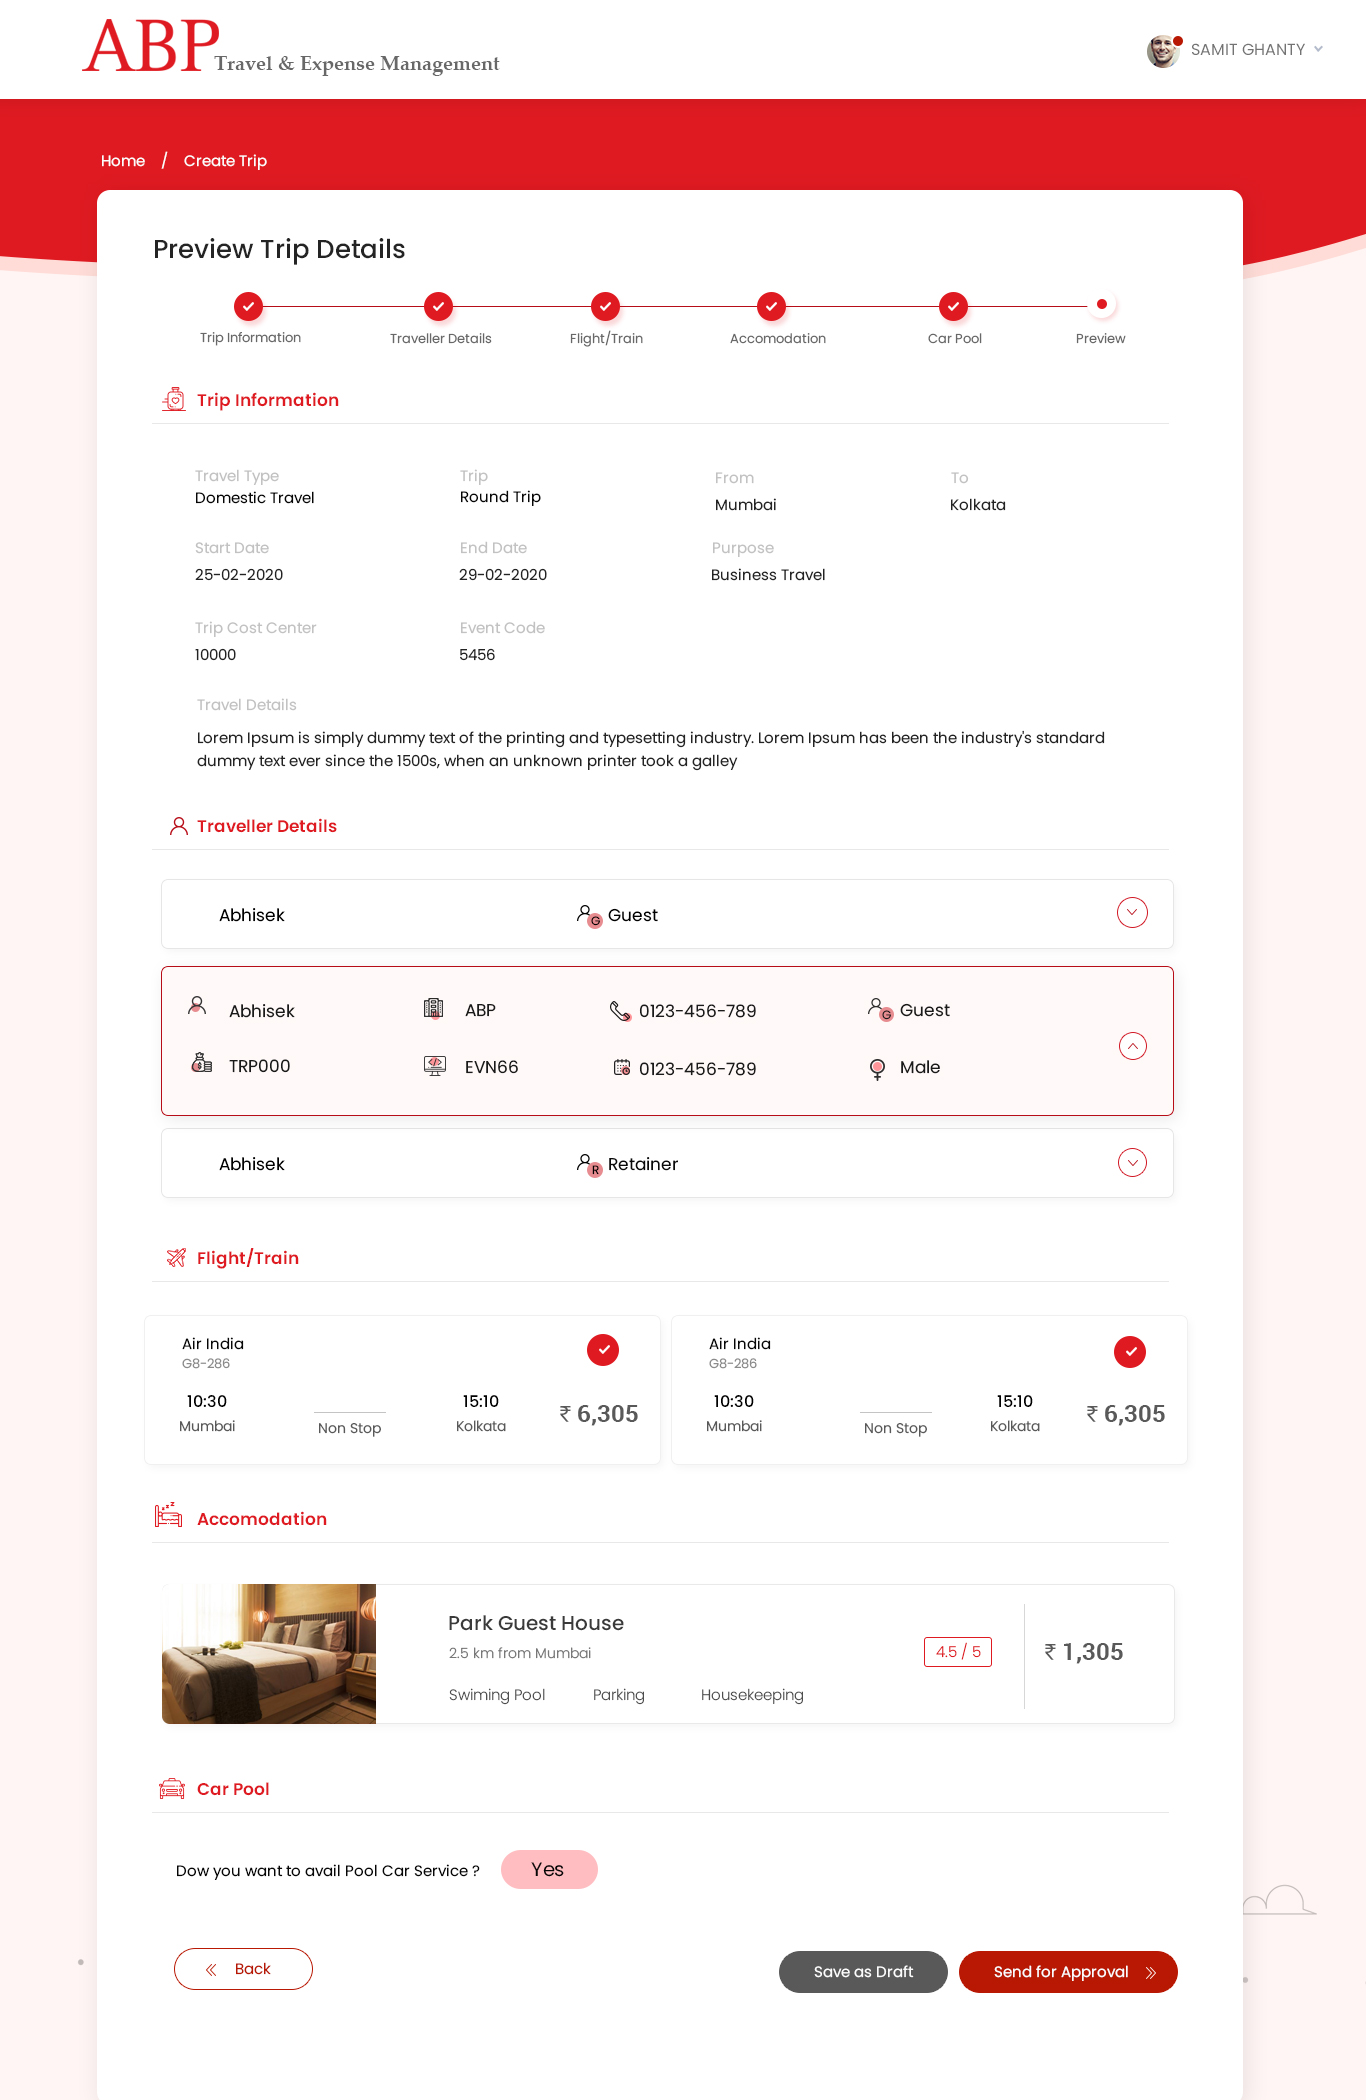 ABP Travel & Expense Management
SAMIT GHANTY
Home / Create Trip
Preview Trip Details
Trip Information Traveller Details Flight/Train Accomodation Car Pool Preview
Trip Information
Travel Type Trip From To
Domestic Travel Round Trip Mumbai Kolkata
Start Date End Date Purpose
25-02-2020 29-02-2020 Business Travel
Trip Cost Center Event Code
10000 5456
Travel Details
Lorem Ipsum is simply dummy text of the printing and typesetting industry. Lorem Ipsum has been the industry's standard
dummy text ever since the 1500s, when an unknown printer took a galley
Traveller Details
Abhisek G Guest
Abhisek ABP 0123-456-789 G Guest
TRP000 EVN66 0123-456-789 Male
Abhisek R Retainer
Flight/Train
Air India Air India
G8-286 G8-286
10:30 15:10 ₹ 6,305 10:30 15:10 ₹ 6,305
Mumbai Non Stop Kolkata Mumbai Non Stop Kolkata
Accomodation
Park Guest House
2.5 km from Mumbai 4.5 / 5 ₹ 1,305
Swiming Pool Parking Housekeeping
Car Pool
Dow you want to avail Pool Car Service ? Yes
Back Save as Draft Send for Approval